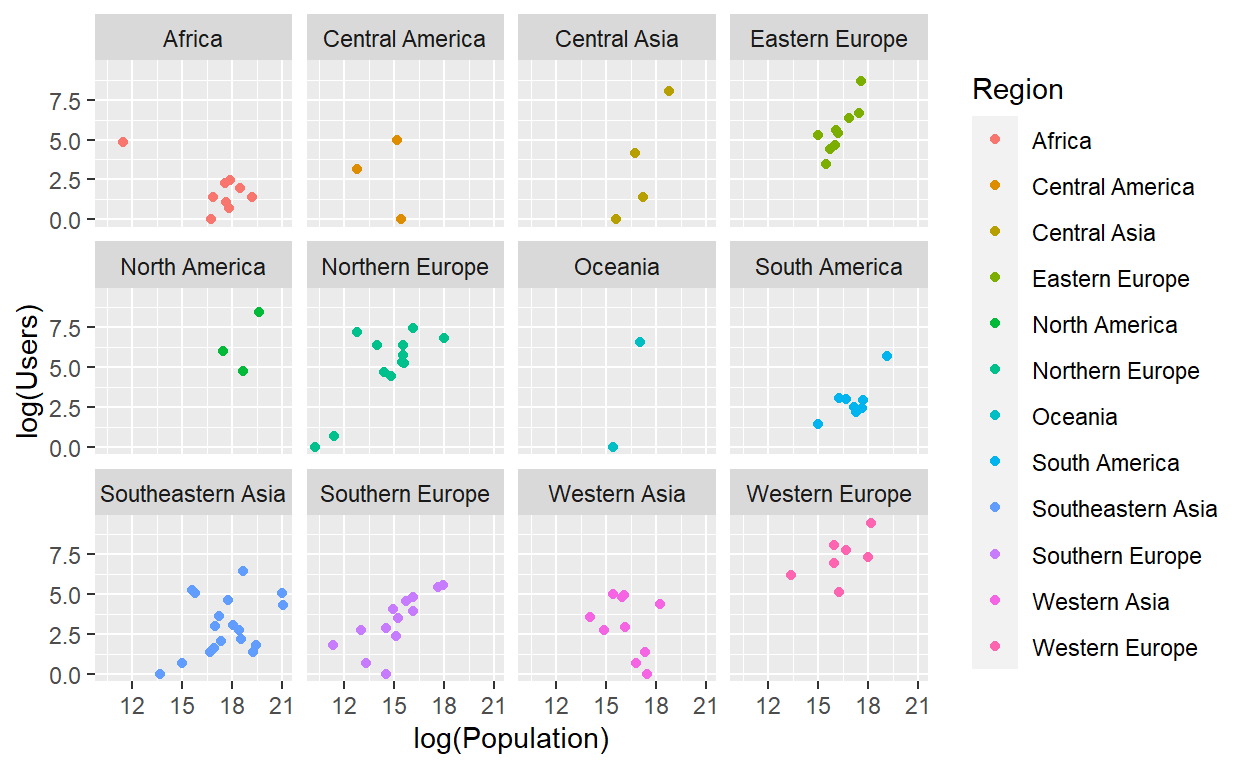 Africa Central America Central Asia Eastern Europe
7.5
5.0
2.5
0.0
North America Northern Europe Oceania South America
7.5
5.0
2.5
0.0
Southeastern Asia Southern Europe Western Asia Western Europe
7.5
5.0
2.5
0.0
12 15 18 21 12 15 18 21 12 15 18 21 12 15 18 21
log(Population)
log(Users)
Region
Africa
Central America
Central Asia
Eastern Europe
North America
Northern Europe
Oceania
South America
Southeastern Asia
Southern Europe
Western Asia
Western Europe